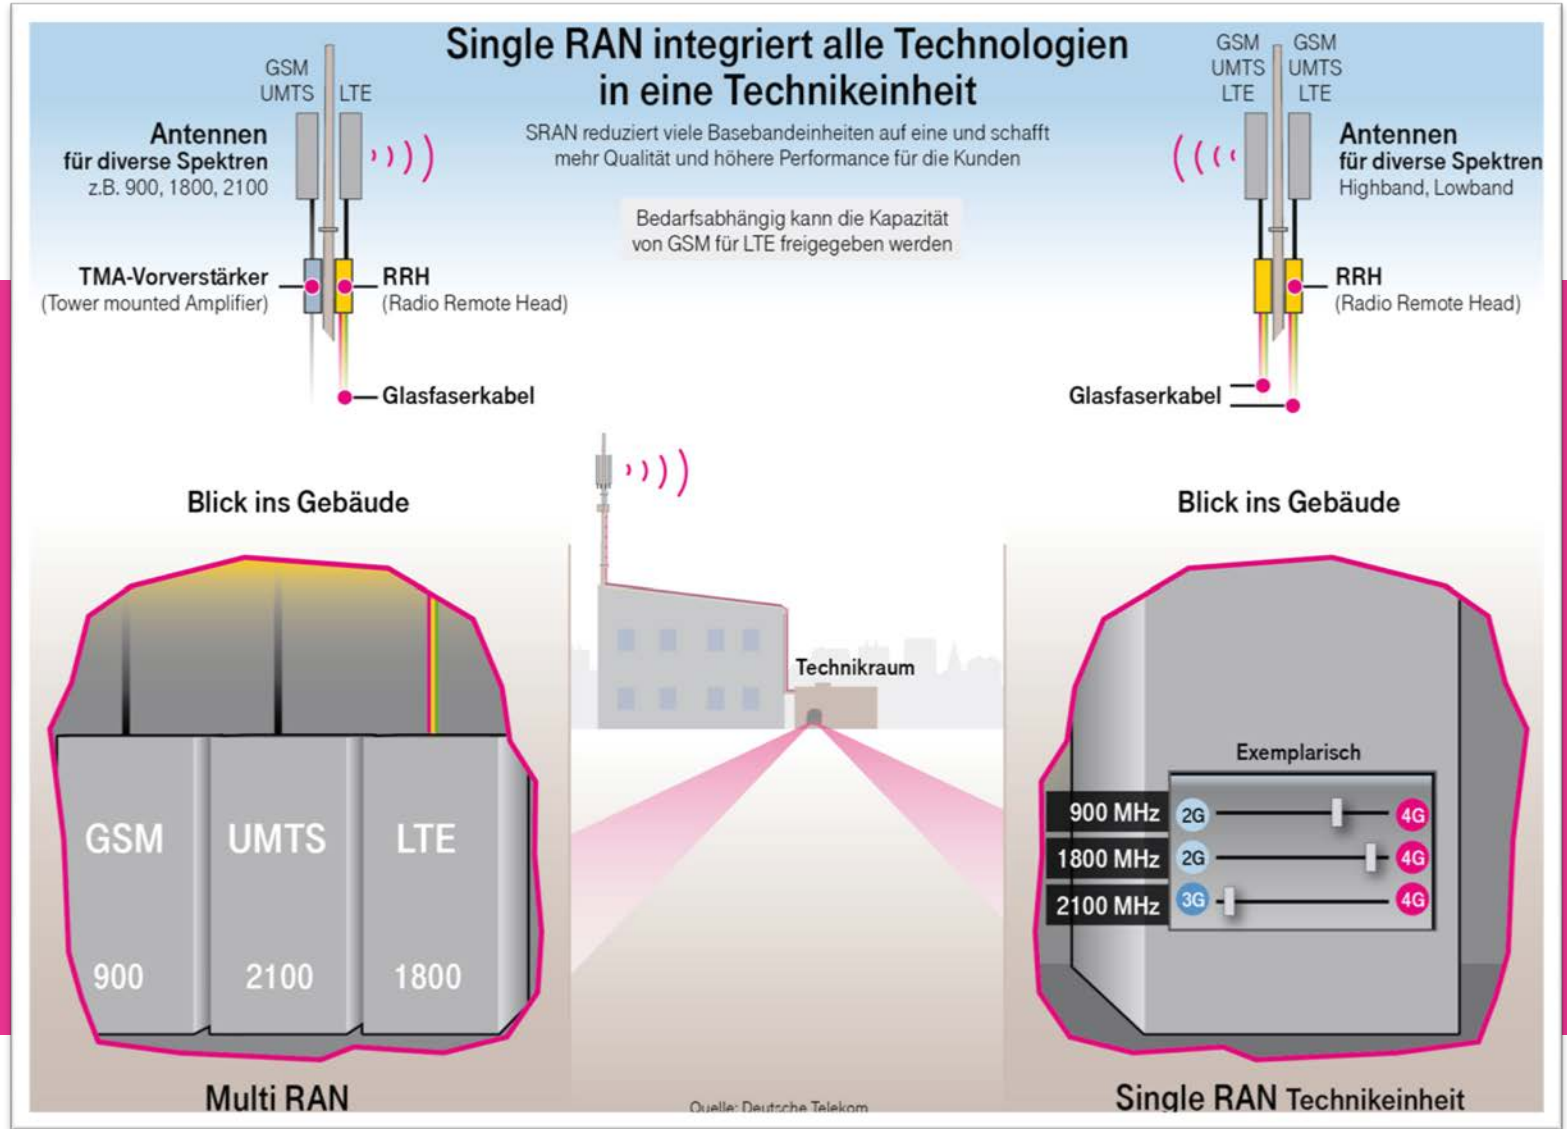 Single RAN integriert alle Technologien
in eine Technikeinheit
SRAN reduziert viele Basebandeinheiten auf eine und schafft
mehr Qualität und höhere Performance für die Kunden
Bedarfsabhängig kann die Kapazität
von GSM für LTE freigegeben werden
GSM
UMTS
LTE
Antennen
für diverse Spektren
z.B. 900, 1800, 2100
TMA-Vorverstärker
(Tower mounted Amplifier)
RRH
(Radio Remote Head)
Glasfaserkabel
GSM
UMTS
LTE
GSM
UMTS
LTE
Antennen
für diverse Spektren
Highband, Lowband
RRH
(Radio Remote Head)
Glasfaserkabel
Blick ins Gebäude
GSM
900
UMTS
2100
LTE
1800
Multi RAN
Technikraum
Quelle: Deutsche Telekom
Blick ins Gebäude
Exemplarisch
900 MHz 2G 4G
1800 MHz 2G 4G
2100 MHz 3G 4G
Single RAN Technikeinheit